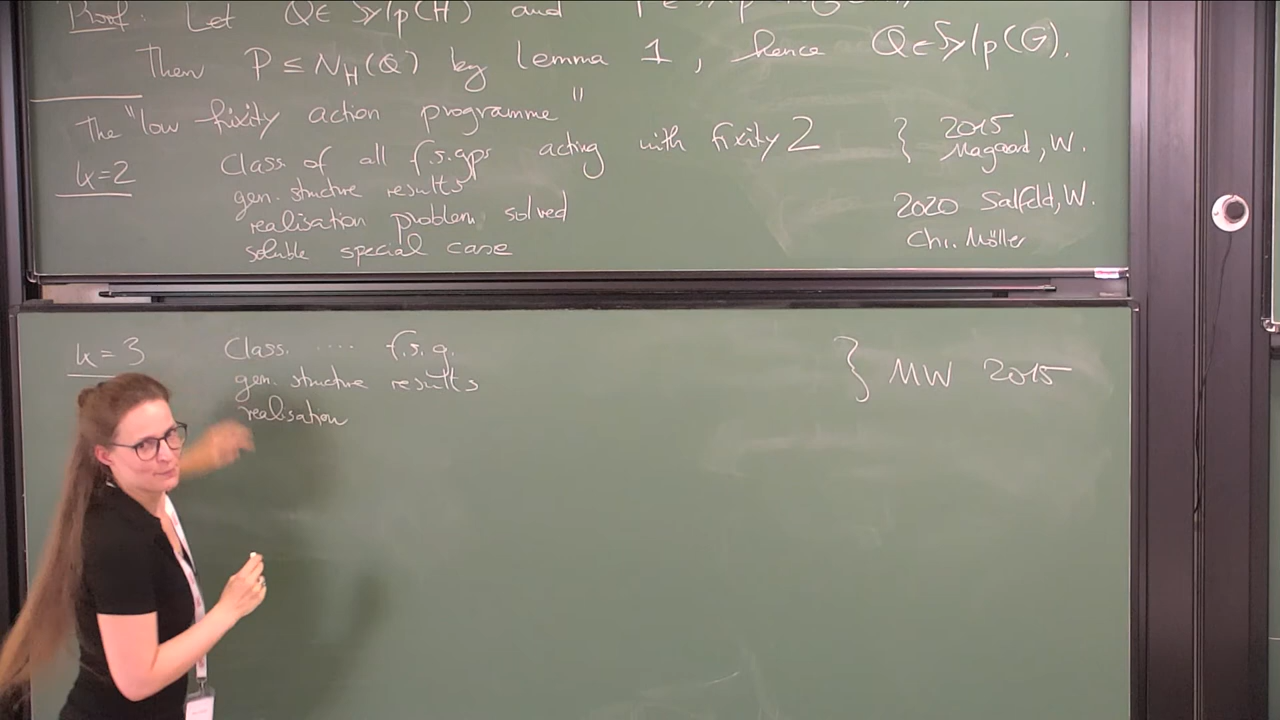 Proof: Let Q ∈ Sylp(H) and
Then P ≤ N_H(Q) by lemma 1, hence Q ∈ Sylp(G).
The "low fixity action programme"
k=2 Class. of all f.s.gps acting with fixity 2 } 2015 Magaard, W.
gen. structure results
realisation problem solved 2020 Salfeld, W.
soluble special case Chr. Möller
k=3 Class. .... f.s.g. } MW 2015
gen. structure results
realisation